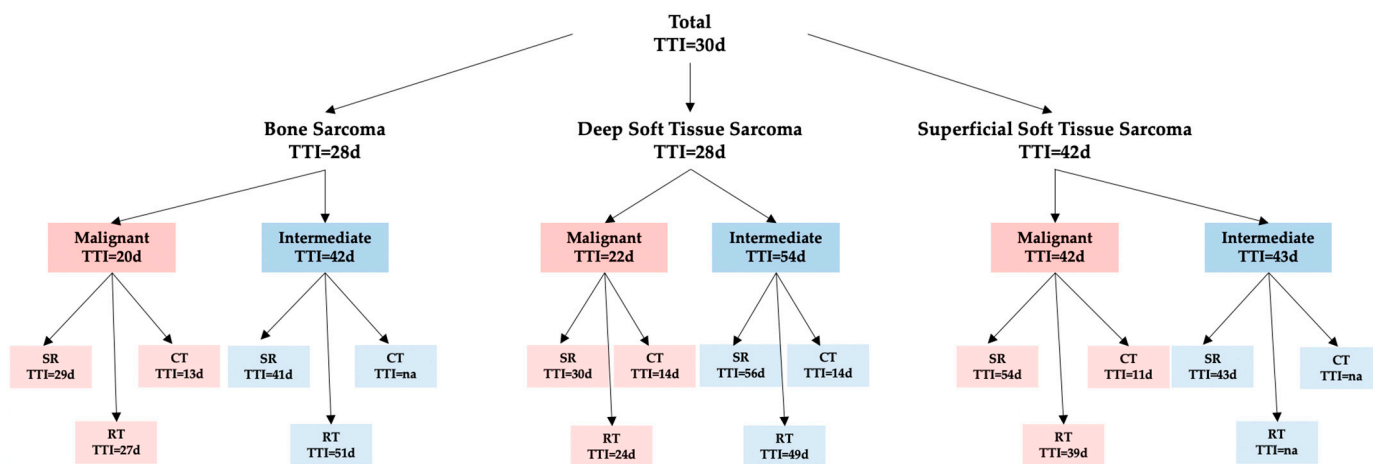 Total
TTI=30d
Bone Sarcoma
TTI=28d
Deep Soft Tissue Sarcoma
TTI=28d
Superficial Soft Tissue Sarcoma
TTI=42d
Malignant
TTI=20d
Intermediate
TTI=42d
Malignant
TTI=22d
Intermediate
TTI=54d
Malignant
TTI=42d
Intermediate
TTI=43d
SR
TTI=29d
CT
TTI=13d
SR
TTI=41d
CT
TTI=na
SR
TTI=30d
CT
TTI=14d
SR
TTI=56d
CT
TTI=14d
SR
TTI=54d
CT
TTI=11d
SR
TTI=43d
CT
TTI=na
RT
TTI=27d
RT
TTI=51d
RT
TTI=24d
RT
TTI=49d
RT
TTI=39d
RT
TTI=na